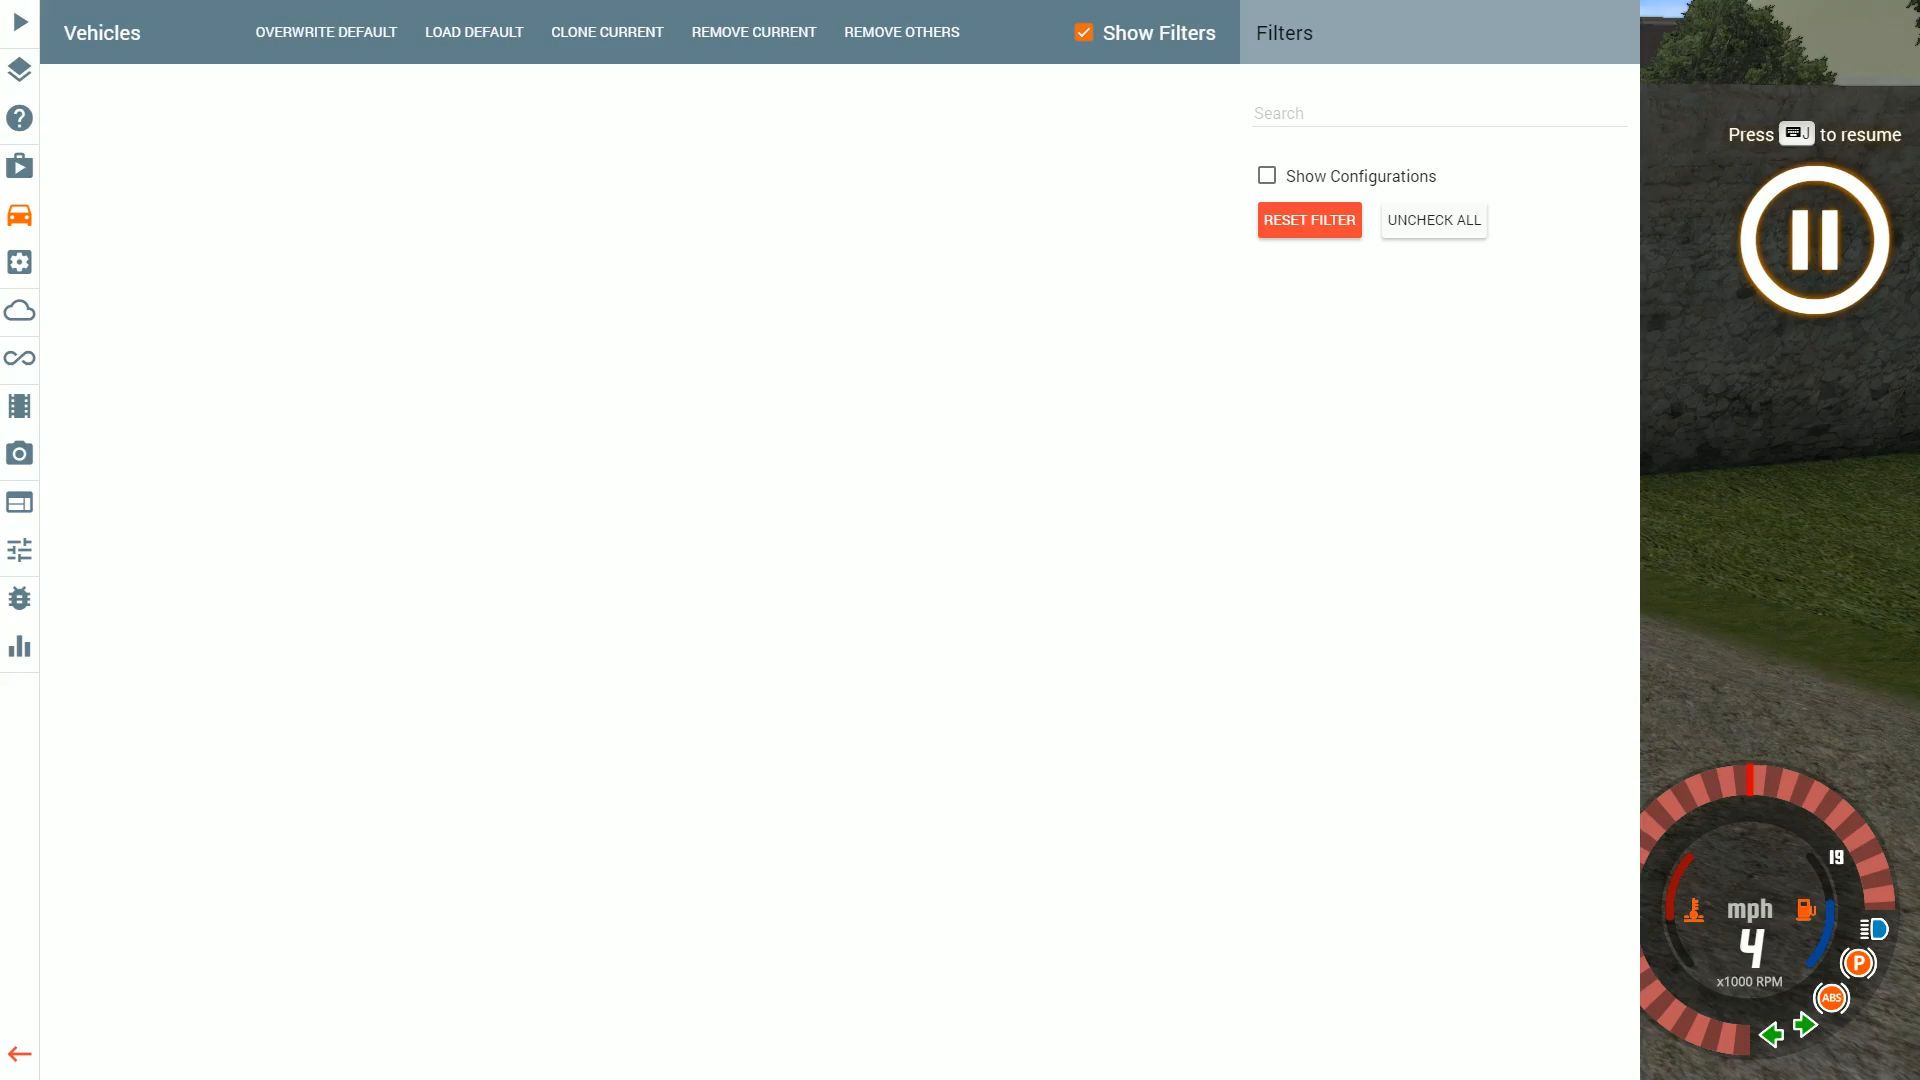 Vehicles
OVERWRITE DEFAULT
LOAD DEFAULT
CLONE CURRENT
REMOVE CURRENT
REMOVE OTHERS
Show Filters
Filters
Search
Show Configurations
RESET FILTER
UNCHECK ALL
Press J to resume
19
mph
4
x1000 RPM
P
ABS